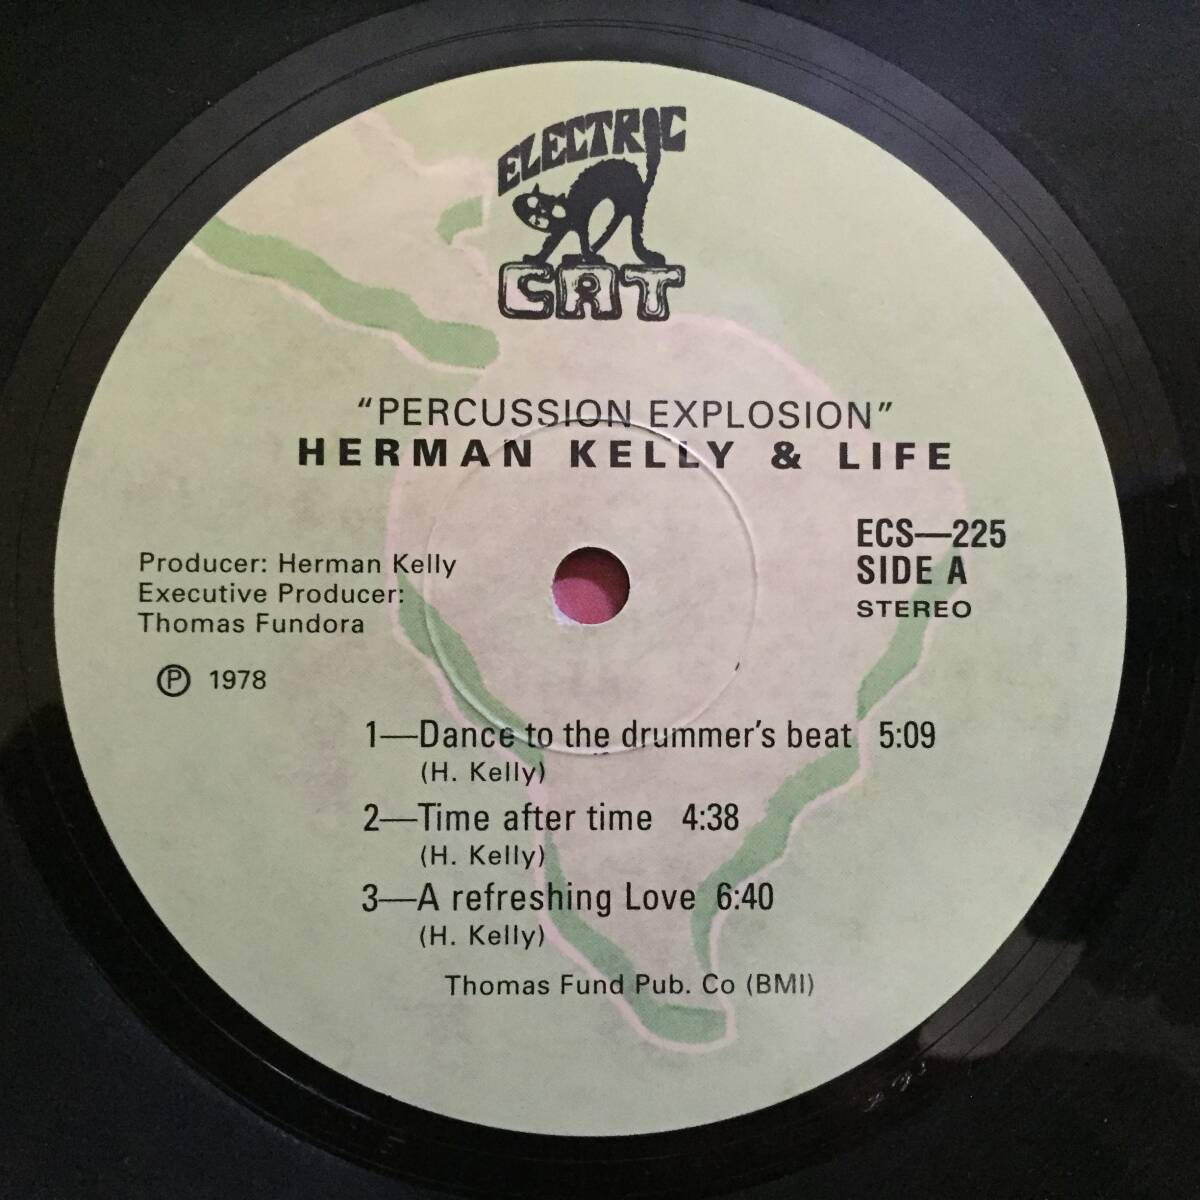 ELECTRIC
CAT
“PERCUSSION EXPLOSION”
HERMAN KELLY & LIFE
ECS—225
SIDE A
STEREO
Producer: Herman Kelly
Executive Producer:
Thomas Fundora
℗ 1978
1—Dance to the drummer's beat 5:09
(H. Kelly)
2—Time after time 4:38
(H. Kelly)
3—A refreshing Love 6:40
(H. Kelly)
Thomas Fund Pub. Co (BMI)